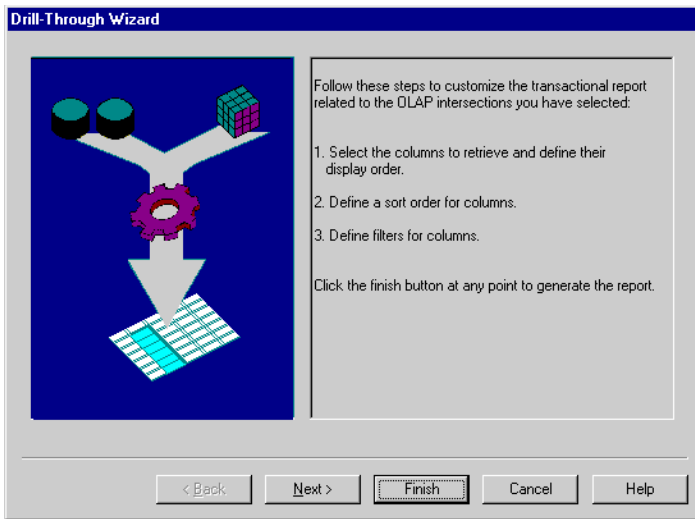 Drill-Through Wizard
Follow these steps to customize the transactional report
related to the OLAP intersections you have selected:
1. Select the columns to retrieve and define their
display order.
2. Define a sort order for columns.
3. Define filters for columns.
Click the finish button at any point to generate the report.
< Back
Next >
Finish
Cancel
Help